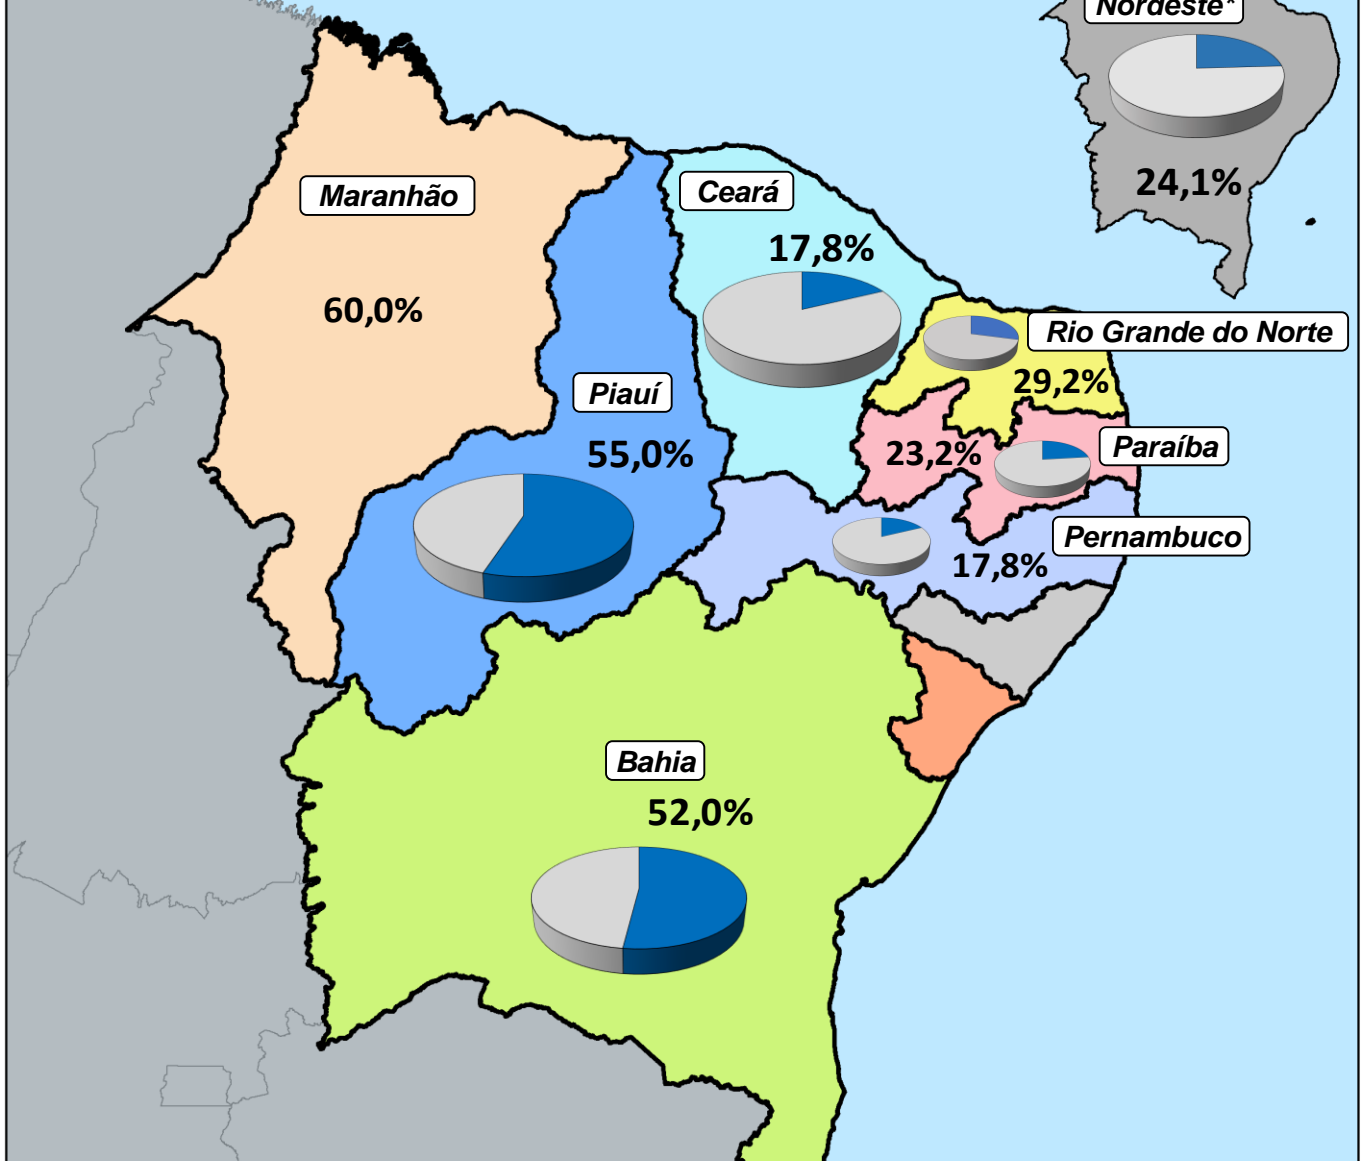 Nordeste*
24,1%
Maranhão
60,0%
Ceará
17,8%
Rio Grande do Norte
29,2%
Piauí
55,0%
Paraíba
23,2%
Pernambuco
17,8%
Bahia
52,0%